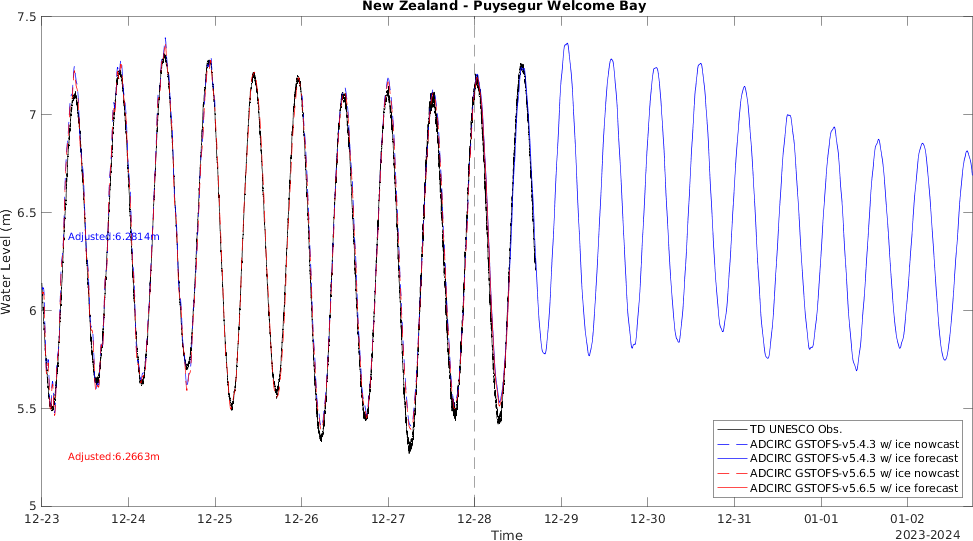 New Zealand - Puysegur Welcome Bay
7.5
7
6.5
6
5.5
5
Water Level (m)
Adjusted:6.2814m
Adjusted:6.2663m
TD UNESCO Obs.
ADCIRC GSTOFS-v5.4.3 w/ ice nowcast
ADCIRC GSTOFS-v5.4.3 w/ ice forecast
ADCIRC GSTOFS-v5.6.5 w/ ice nowcast
ADCIRC GSTOFS-v5.6.5 w/ ice forecast
12-23 12-24 12-25 12-26 12-27 12-28 12-29 12-30 12-31 01-01 01-02
Time
2023-2024